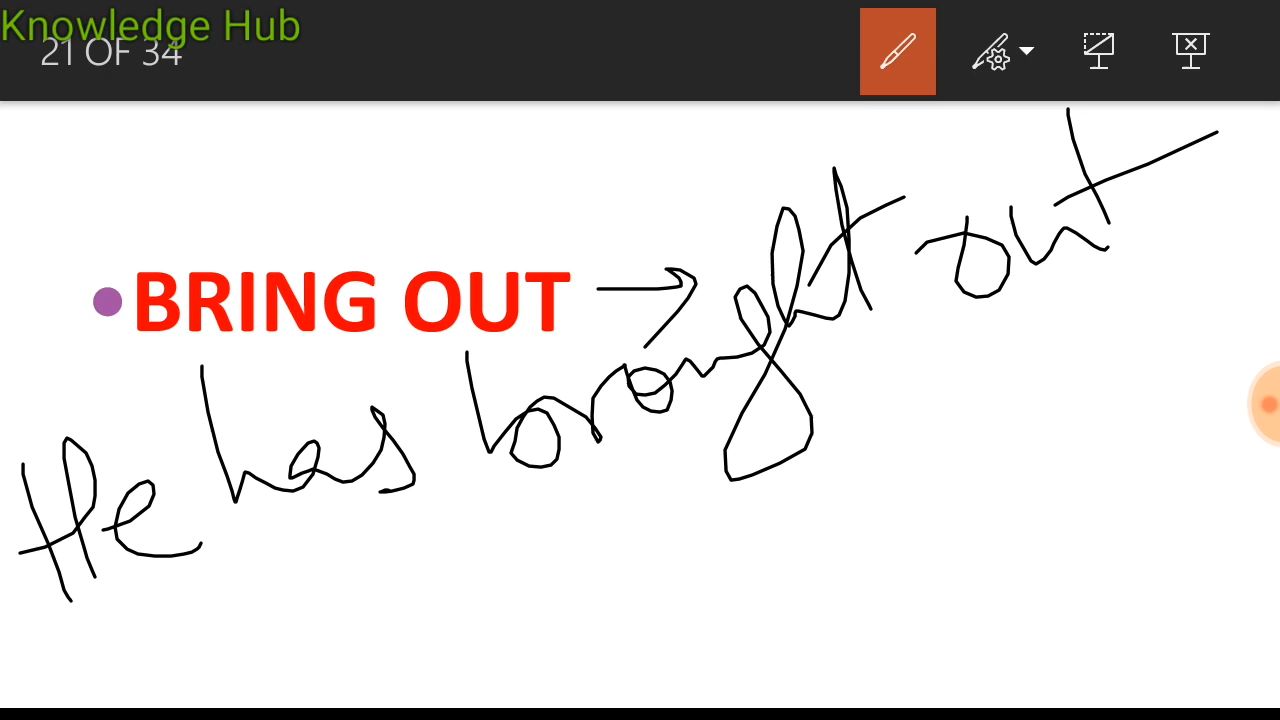 Knowledge Hub
21 OF 34
•BRING OUT →
He has brought out